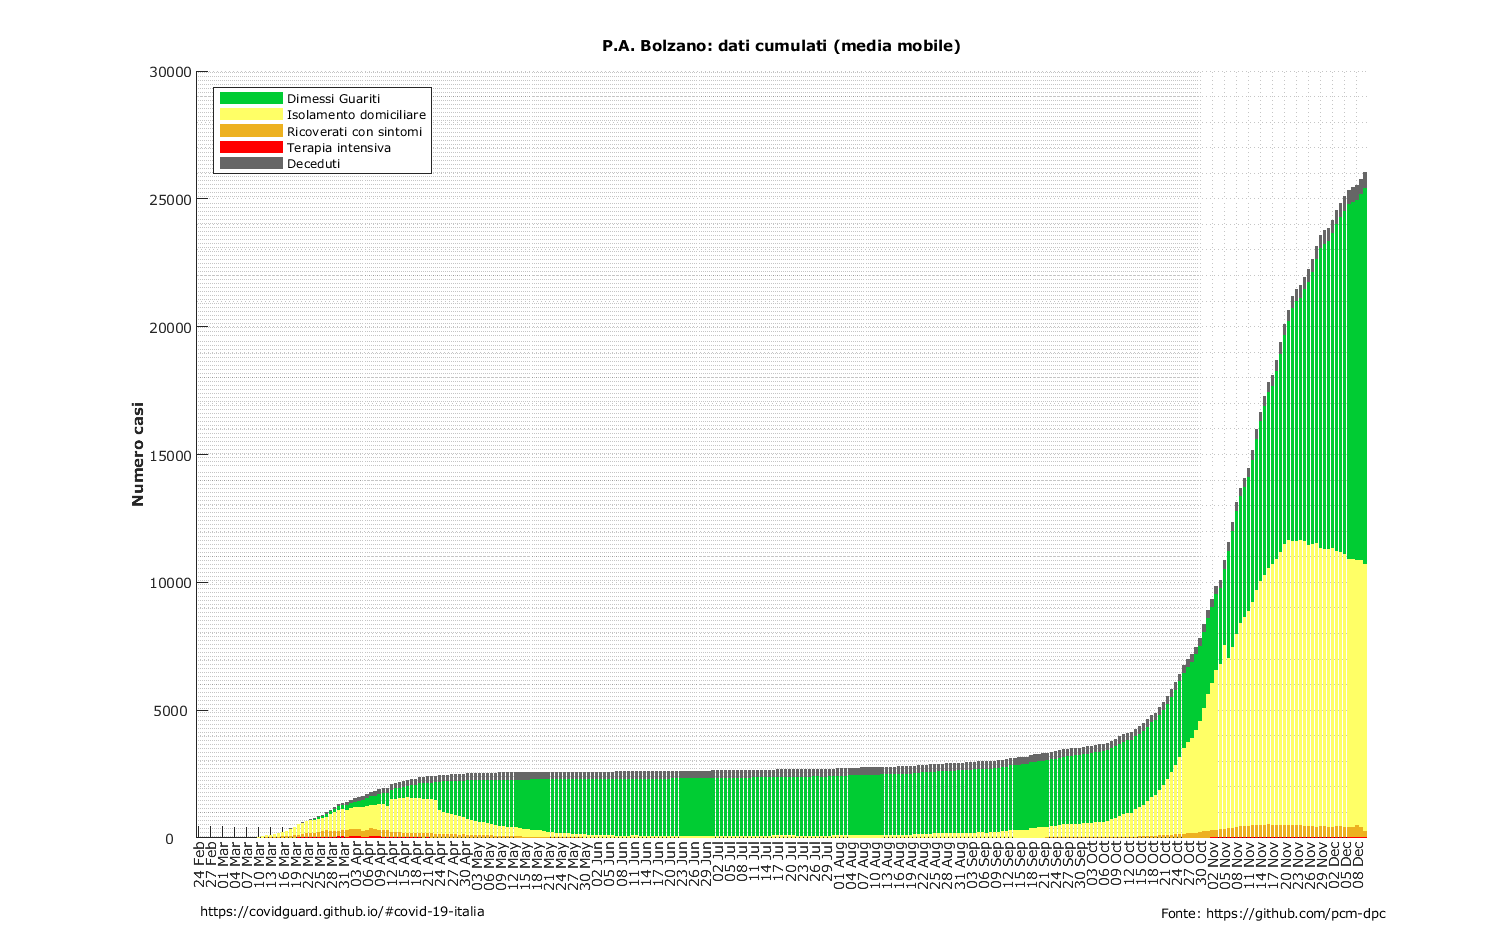 P.A. Bolzano: dati cumulati (media mobile)
30000
25000
20000
15000
10000
5000
0
Numero casi
Dimessi Guariti
Isolamento domiciliare
Ricoverati con sintomi
Terapia intensiva
Deceduti
24 Feb
27 Feb
01 Mar
04 Mar
07 Mar
10 Mar
13 Mar
16 Mar
19 Mar
22 Mar
25 Mar
28 Mar
31 Mar
03 Apr
06 Apr
09 Apr
12 Apr
15 Apr
18 Apr
21 Apr
24 Apr
27 Apr
30 Apr
03 May
06 May
09 May
12 May
15 May
18 May
21 May
24 May
27 May
30 May
02 Jun
05 Jun
08 Jun
11 Jun
14 Jun
17 Jun
20 Jun
23 Jun
26 Jun
29 Jun
02 Jul
05 Jul
08 Jul
11 Jul
14 Jul
17 Jul
20 Jul
23 Jul
26 Jul
29 Jul
01 Aug
04 Aug
07 Aug
10 Aug
13 Aug
16 Aug
19 Aug
22 Aug
25 Aug
28 Aug
31 Aug
03 Sep
06 Sep
09 Sep
12 Sep
15 Sep
18 Sep
21 Sep
24 Sep
27 Sep
30 Sep
03 Oct
06 Oct
09 Oct
12 Oct
15 Oct
18 Oct
21 Oct
24 Oct
27 Oct
30 Oct
02 Nov
05 Nov
08 Nov
11 Nov
14 Nov
17 Nov
20 Nov
23 Nov
26 Nov
29 Nov
02 Dec
05 Dec
08 Dec
https://covidguard.github.io/#covid-19-italia
Fonte: https://github.com/pcm-dpc